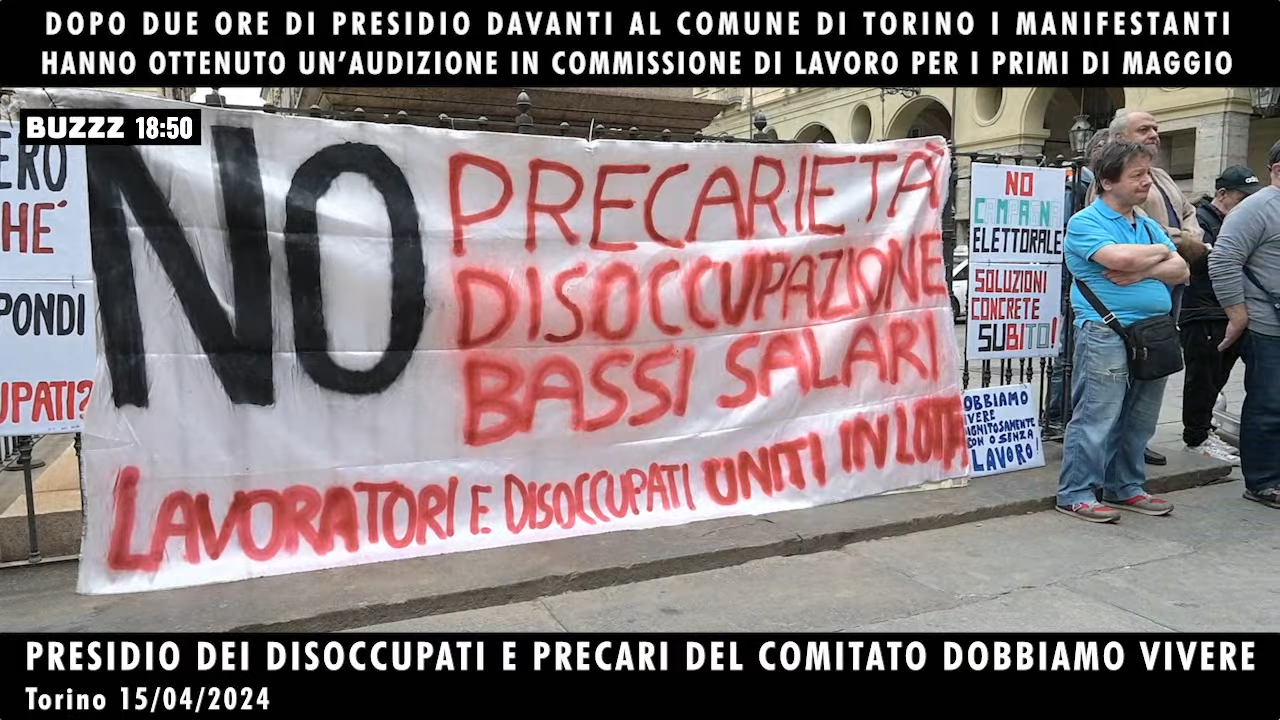 DOPO DUE ORE DI PRESIDIO DAVANTI AL COMUNE DI TORINO I MANIFESTANTI
HANNO OTTENUTO UN'AUDIZIONE IN COMMISSIONE DI LAVORO PER I PRIMI DI MAGGIO
BUZZZ 18:50
ERO
HE´
PONDI
UPATI?
NO PRECARIETÀ
DISOCCUPAZIONE
BASSI SALARI
LAVORATORI E DISOCCUPATI UNITI IN LOTTA
NO
CAMPAGNA
ELETTORALE
SOLUZIONI
CONCRETE
SUBITO!
DOBBIAMO
VIVERE
DIGNITOSAMENTE
CON O SENZA
LAVORO!
PRESIDIO DEI DISOCCUPATI E PRECARI DEL COMITATO DOBBIAMO VIVERE
Torino 15/04/2024